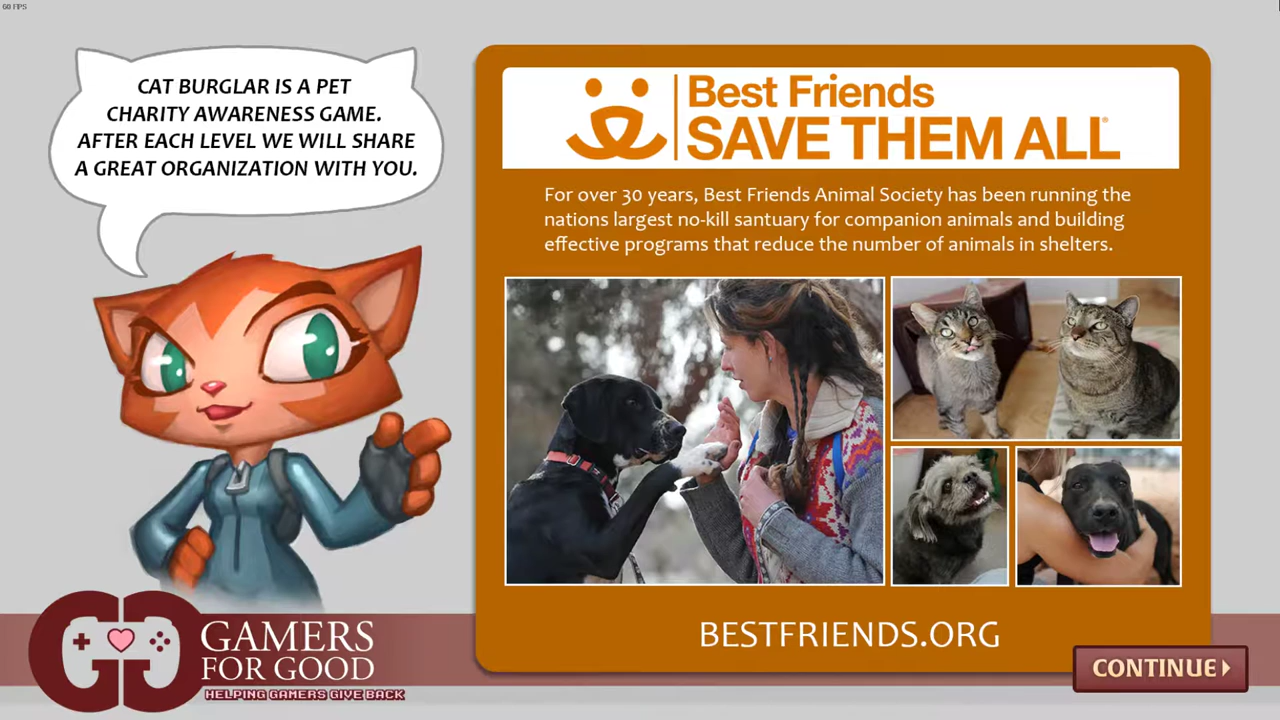 60 FPS
CAT BURGLAR IS A PET
CHARITY AWARENESS GAME.
AFTER EACH LEVEL WE WILL SHARE
A GREAT ORGANIZATION WITH YOU.
Best Friends
SAVE THEM ALL®
For over 30 years, Best Friends Animal Society has been running the
nations largest no-kill santuary for companion animals and building
effective programs that reduce the number of animals in shelters.
BESTFRIENDS.ORG
GAMERS
FOR GOOD
HELPING GAMERS GIVE BACK
CONTINUE